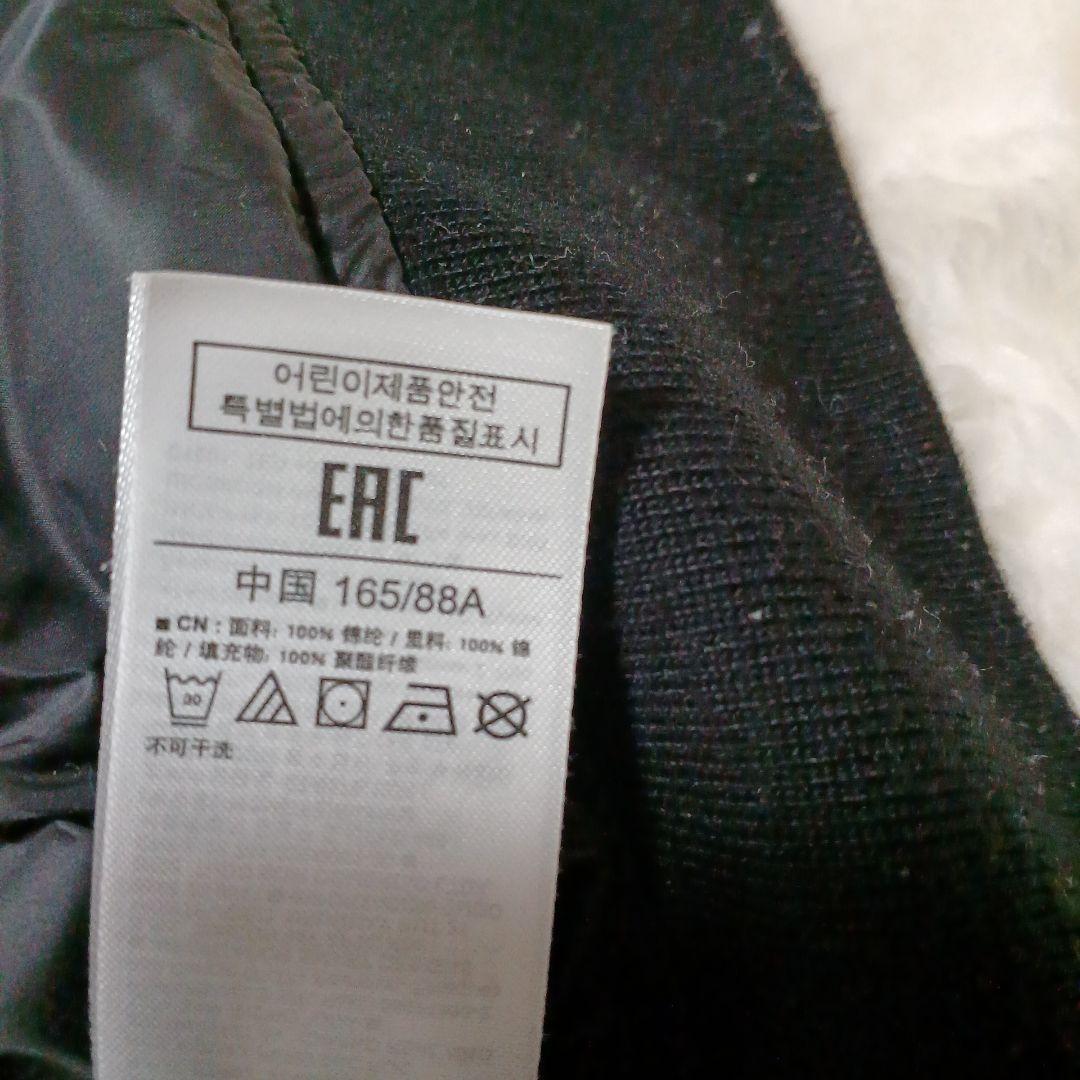 어린이제품안전
특별법에의한품질표시
EAC
中国 165/88A
■ CN : 面料: 100% 锦纶 / 里料: 100% 锦
纶 / 填充物: 100% 聚酯纤维
30
不可干洗